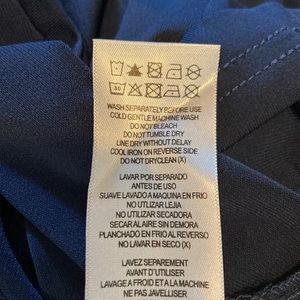 30
WASH SEPARATELY BEFORE USE
COLD GENTLE MACHINE WASH
DO NOT BLEACH
DO NOT TUMBLE DRY
LINE DRY WITHOUT DELAY
COOL IRON ON REVERSE SIDE
DO NOT DRYCLEAN (X)
LAVAR POR SEPARADO
ANTES DE USO
SUAVE LAVADO A MAQUINA EN FRIO
NO UTILIZAR LEJIA
NO UTILIZAR SECADORA
SECAR AL AIRE SIN DEMORA
PLANCHAR EN FRIO AL REVERSO
NO LAVAR EN SECO (X)
LAVEZ SEPAREMENT
AVANT D'UTILISER
LAVAGE A FROID ET A LA MACHINE
NE PAS JAVELLISER